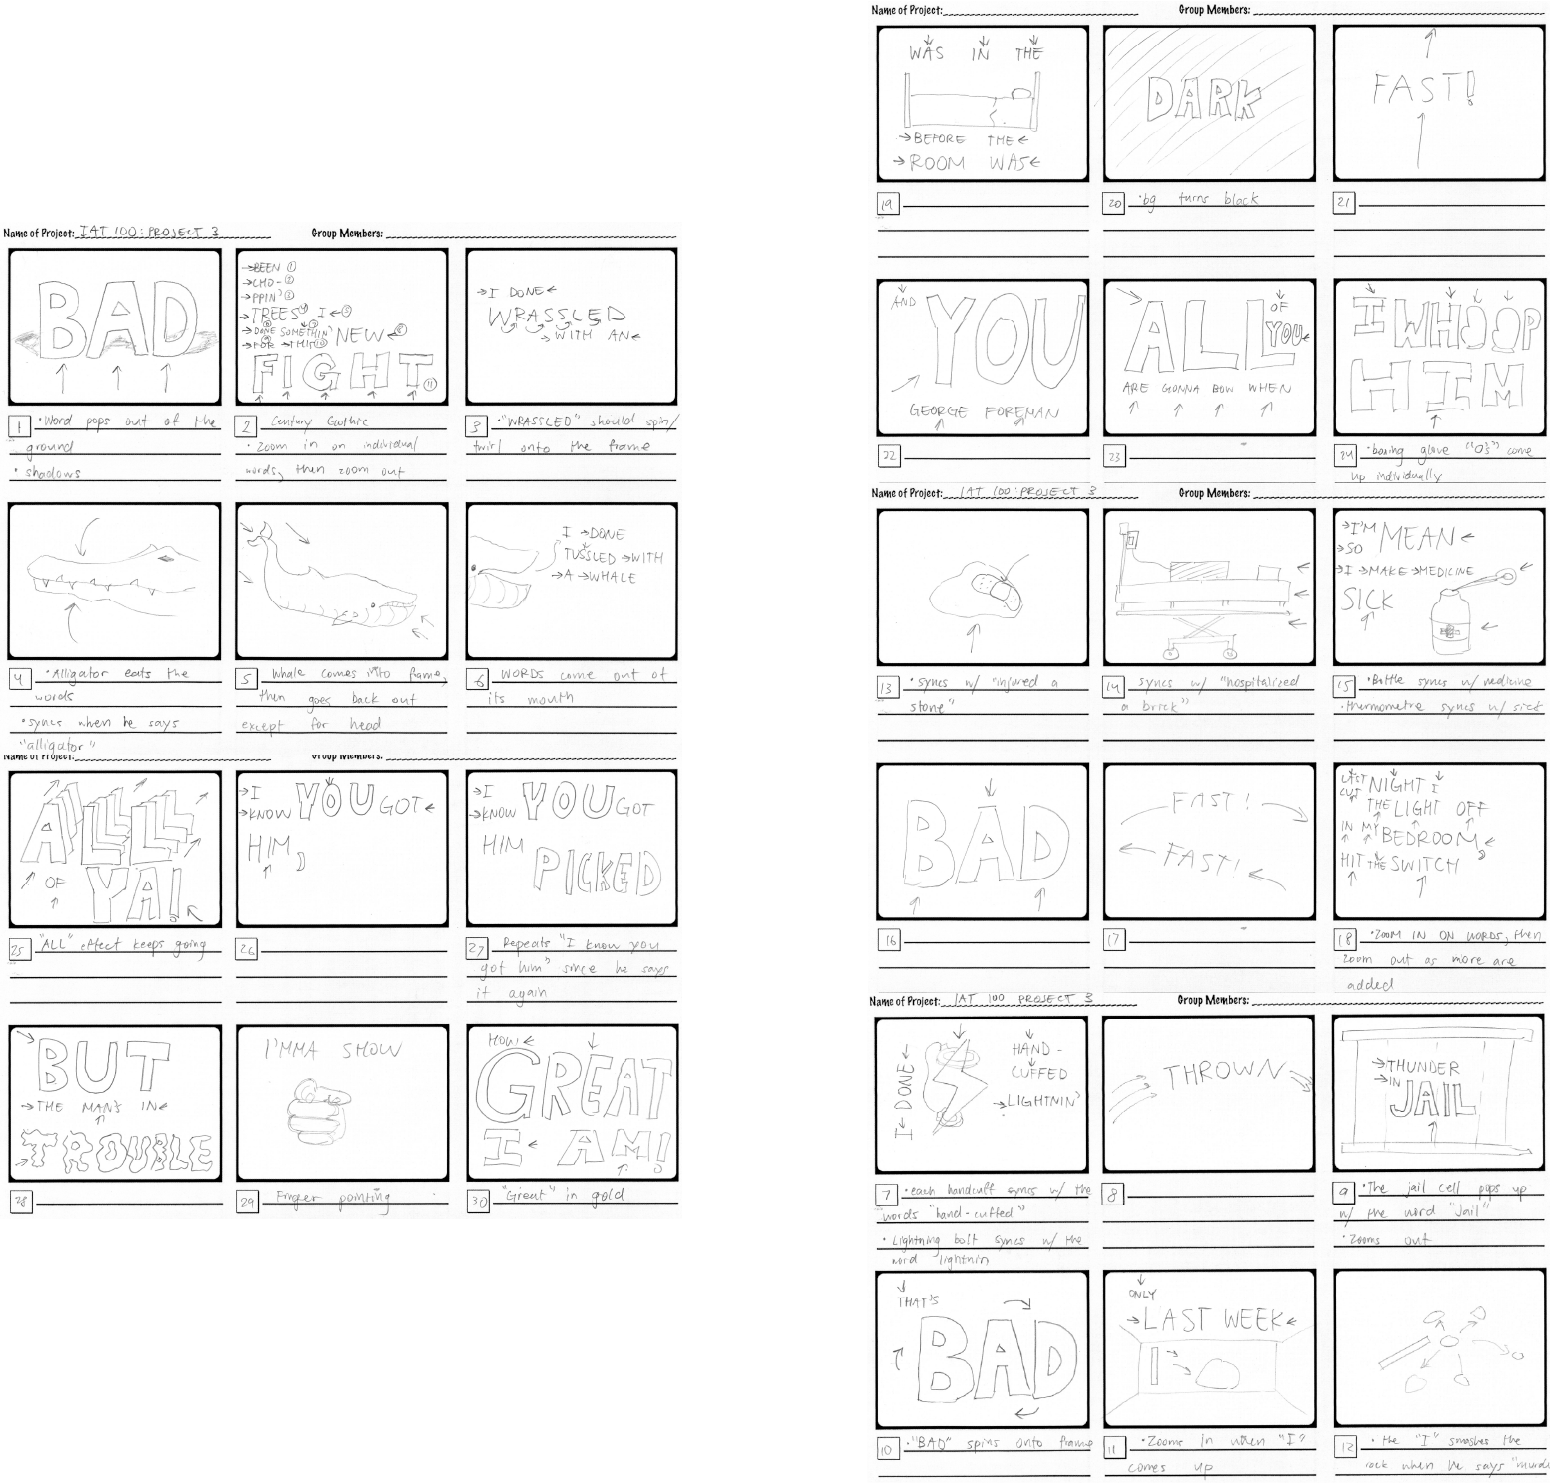 Name of Project: IAT 100: PROJECT 3 Group Members:
BAD
1 • Word pops out of the
ground
• shadows
BEEN 1
CHO- 2
PPIN' 3
TREES 4 I 5
DONE 6 SOMETHIN' 7 NEW 8
FOR 9 THIS 10
FIGHT 11
2 Century Gothic
• Zoom in on individual
words, then zoom out
I DONE
WRASSLED
WITH AN
3 • "WRASSLED" should spin/
twirl onto the frame
4 • Alligator eats the
words
• syncs when he says
"alligator"
5 Whale comes into frame,
then goes back out
except for head
I DONE
TUSSLED WITH
A WHALE
6 WORDS come out of
its mouth
Name of Project: Group Members:
ALL
OF YA!
25 "ALL" effect keeps going
I
KNOW YOU GOT
HIM,
26
I
KNOW YOU GOT
HIM PICKED
27 Repeats "I know you
got him" since he says
it again
BUT
THE MAN'S IN
TROUBLE
28
I'MMA SHOW
29 Finger pointing
HOW
GREAT
I AM!
30 "Great" in gold
Name of Project: Group Members:
WAS IN THE
BEFORE THE
ROOM WAS
19
DARK
20 • bg turns black
FAST!
21
AND
YOU
GEORGE FOREMAN
22
ALL OF
YOU
ARE GONNA BOW WHEN
23
I WHOOP
HIM
24 • boxing glove "O's" come
up individually
Name of Project: IAT 100: PROJECT 3 Group Members:
13 • syncs w/ "injured a
stone"
14 syncs w/ "hospitalized
a brick"
I'M
SO MEAN
I MAKE MEDICINE
SICK
15 • Bottle syncs w/ medicine
• thermometre syncs w/ sick
BAD
16
FAST!
FAST!
17
LAST NIGHT I
CUT THE LIGHT OFF
IN MY BEDROOM,
HIT THE SWITCH
18 • ZOOM IN ON WORDS, then
zoom out as more are
added
Name of Project: IAT 100 PROJECT 3 Group Members:
I DONE
HAND-
CUFFED
LIGHTNIN'
7 • each handcuff syncs w/ the
words "hand-cuffed"
• Lightning bolt syncs w/ the
word lightnin
THROWN
8
THUNDER
IN
JAIL
9 • The jail cell pops up
w/ the word "Jail"
• Zooms out
THAT'S
BAD
10 • "BAD" spins onto frame
ONLY
LAST WEEK
I
11 • Zooms in when "I"
comes up
12 • the "I" smashes the
rock when he says